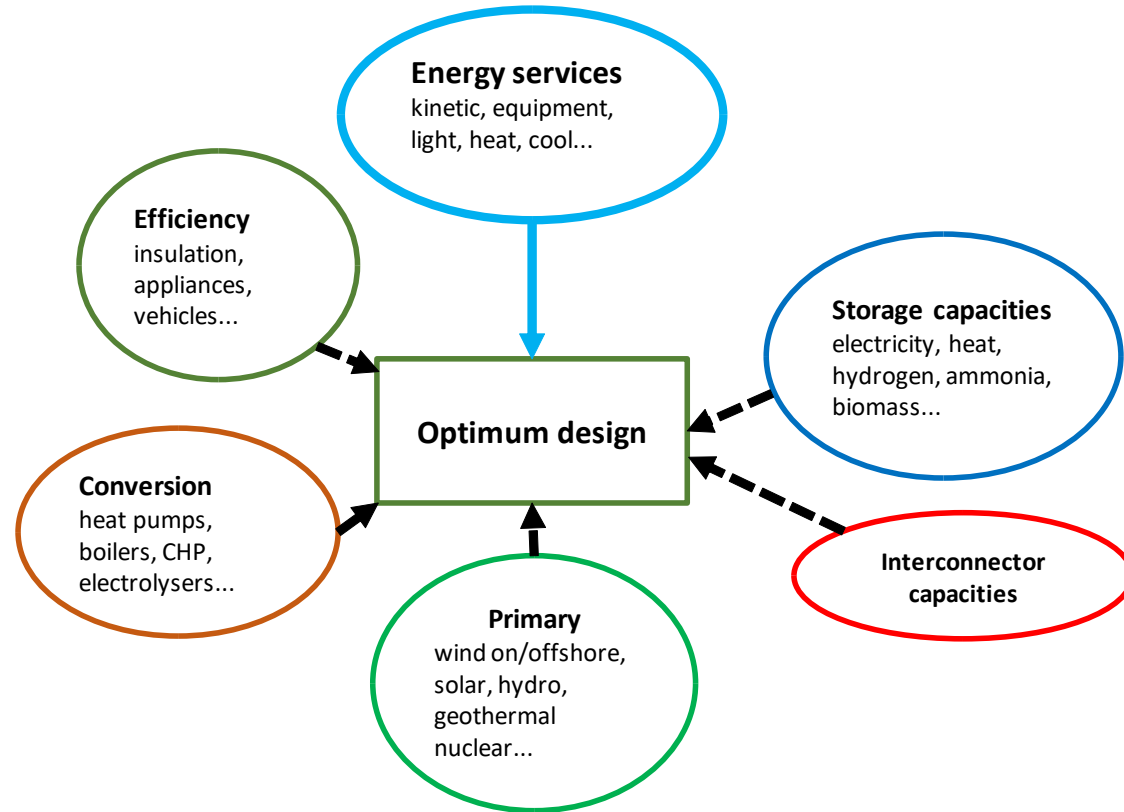 Energy services
kinetic, equipment,
light, heat, cool...
Efficiency
insulation,
appliances,
vehicles...
Storage capacities
electricity, heat,
hydrogen, ammonia,
biomass...
Optimum design
Conversion
heat pumps,
boilers, CHP,
electrolysers...
Interconnector
capacities
Primary
wind on/offshore,
solar, hydro,
geothermal
nuclear...